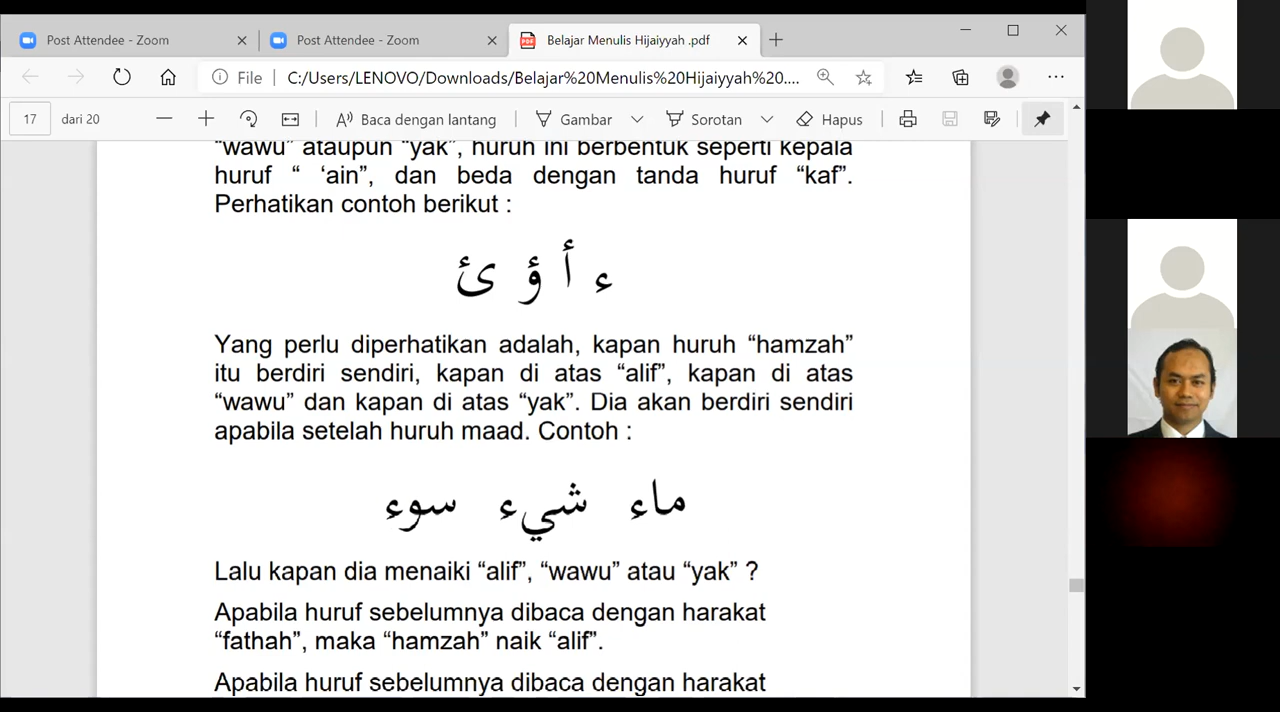 Post Attendee - Zoom
Post Attendee - Zoom
Belajar Menulis Hijaiyyah .pdf
File
C:/Users/LENOVO/Downloads/Belajar%20Menulis%20Hijaiyyah%20....
17 dari 20
Baca dengan lantang
Gambar
Sorotan
Hapus
“wawu” ataupun “yak”, huruh ini berbentuk seperti kepala
huruf “ ‘ain”, dan beda dengan tanda huruf “kaf”.
Perhatikan contoh berikut :
ء أ ؤ ئ
Yang perlu diperhatikan adalah, kapan huruh “hamzah”
itu berdiri sendiri, kapan di atas “alif”, kapan di atas
“wawu” dan kapan di atas “yak”. Dia akan berdiri sendiri
apabila setelah huruh maad. Contoh :
ماء شيء سوء
Lalu kapan dia menaiki “alif”, “wawu” atau “yak” ?
Apabila huruf sebelumnya dibaca dengan harakat
“fathah”, maka “hamzah” naik “alif”.
Apabila huruf sebelumnya dibaca dengan harakat